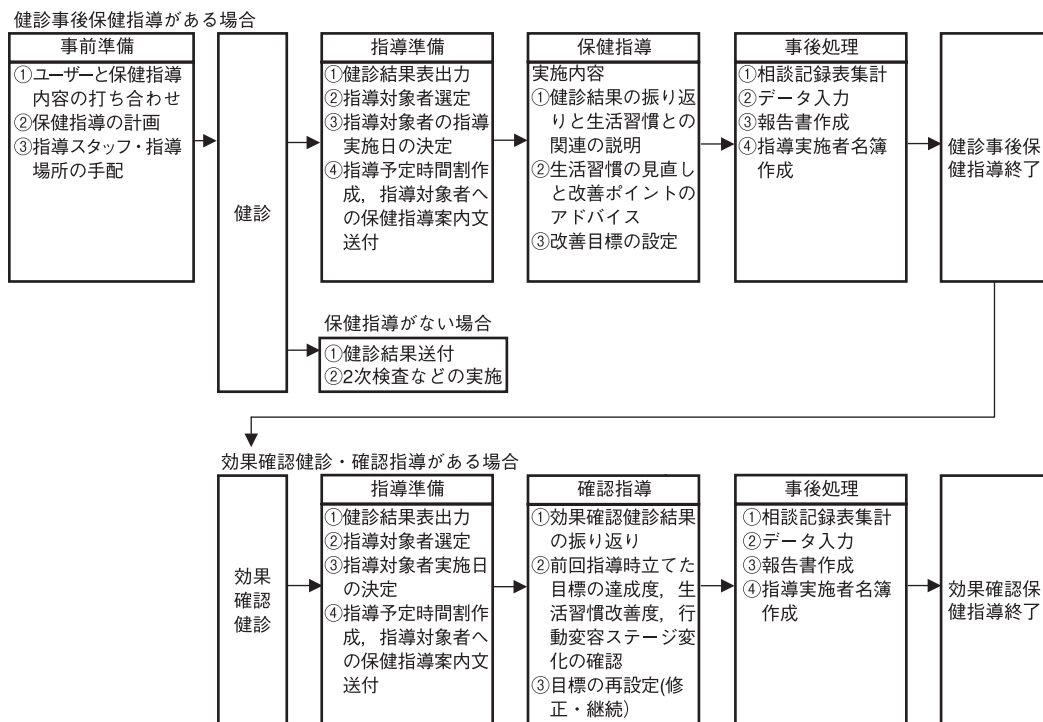 健診事後保健指導がある場合
事前準備
①ユーザーと保健指導
内容の打ち合わせ
②保健指導の計画
③指導スタッフ・指導
場所の手配
健診
指導準備
①健診結果表出力
②指導対象者選定
③指導対象者の指導
実施日の決定
④指導予定時間割作
成，指導対象者へ
の保健指導案内文
送付
保健指導
実施内容
①健診結果の振り返
りと生活習慣との
関連の説明
②生活習慣の見直し
と改善ポイントの
アドバイス
③改善目標の設定
事後処理
①相談記録表集計
②データ入力
③報告書作成
④指導実施者名簿
作成
健診事後保
健指導終了
保健指導がない場合
①健診結果送付
②2次検査などの実施
効果確認健診・確認指導がある場合
効果
確認
健診
指導準備
①健診結果表出力
②指導対象者選定
③指導対象者実施日
の決定
④指導予定時間割作
成，指導対象者へ
の保健指導案内文
送付
確認指導
①効果確認健診結果
の振り返り
②前回指導時立てた
目標の達成度，生
活習慣改善度，行
動変容ステージ変
化の確認
③目標の再設定(修
正・継続)
事後処理
①相談記録表集計
②データ入力
③報告書作成
④指導実施者名簿
作成
効果確認保
健指導終了